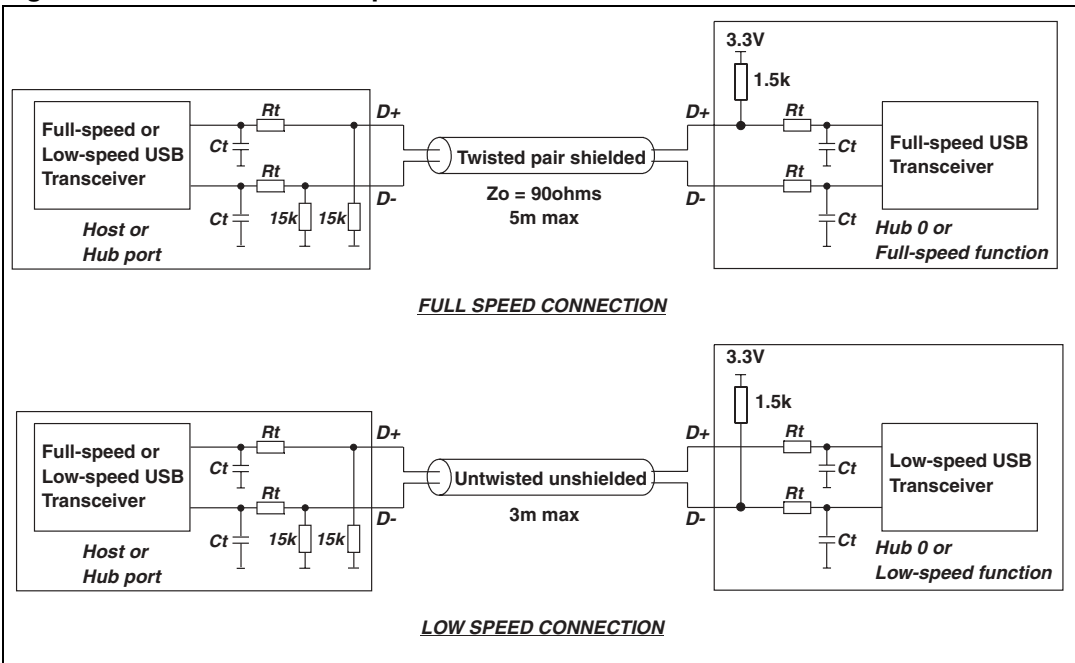 3.3V
1.5k
Rt
D+
D+
Rt
Full-speed or
Low-speed USB
Transceiver
Ct
Ct
Full-speed USB
Transceiver
Twisted pair shielded
Rt
Rt
D-
D-
Zo = 90ohms
5m max
Ct
15k
15k
Ct
Host or
Hub port
Hub 0 or
Full-speed function
FULL SPEED CONNECTION
3.3V
1.5k
Rt
D+
D+
Rt
Full-speed or
Low-speed USB
Transceiver
Ct
Ct
Low-speed USB
Transceiver
Untwisted unshielded
Rt
Rt
D-
D-
3m max
Ct
15k
15k
Ct
Host or
Hub port
Hub 0 or
Low-speed function
LOW SPEED CONNECTION